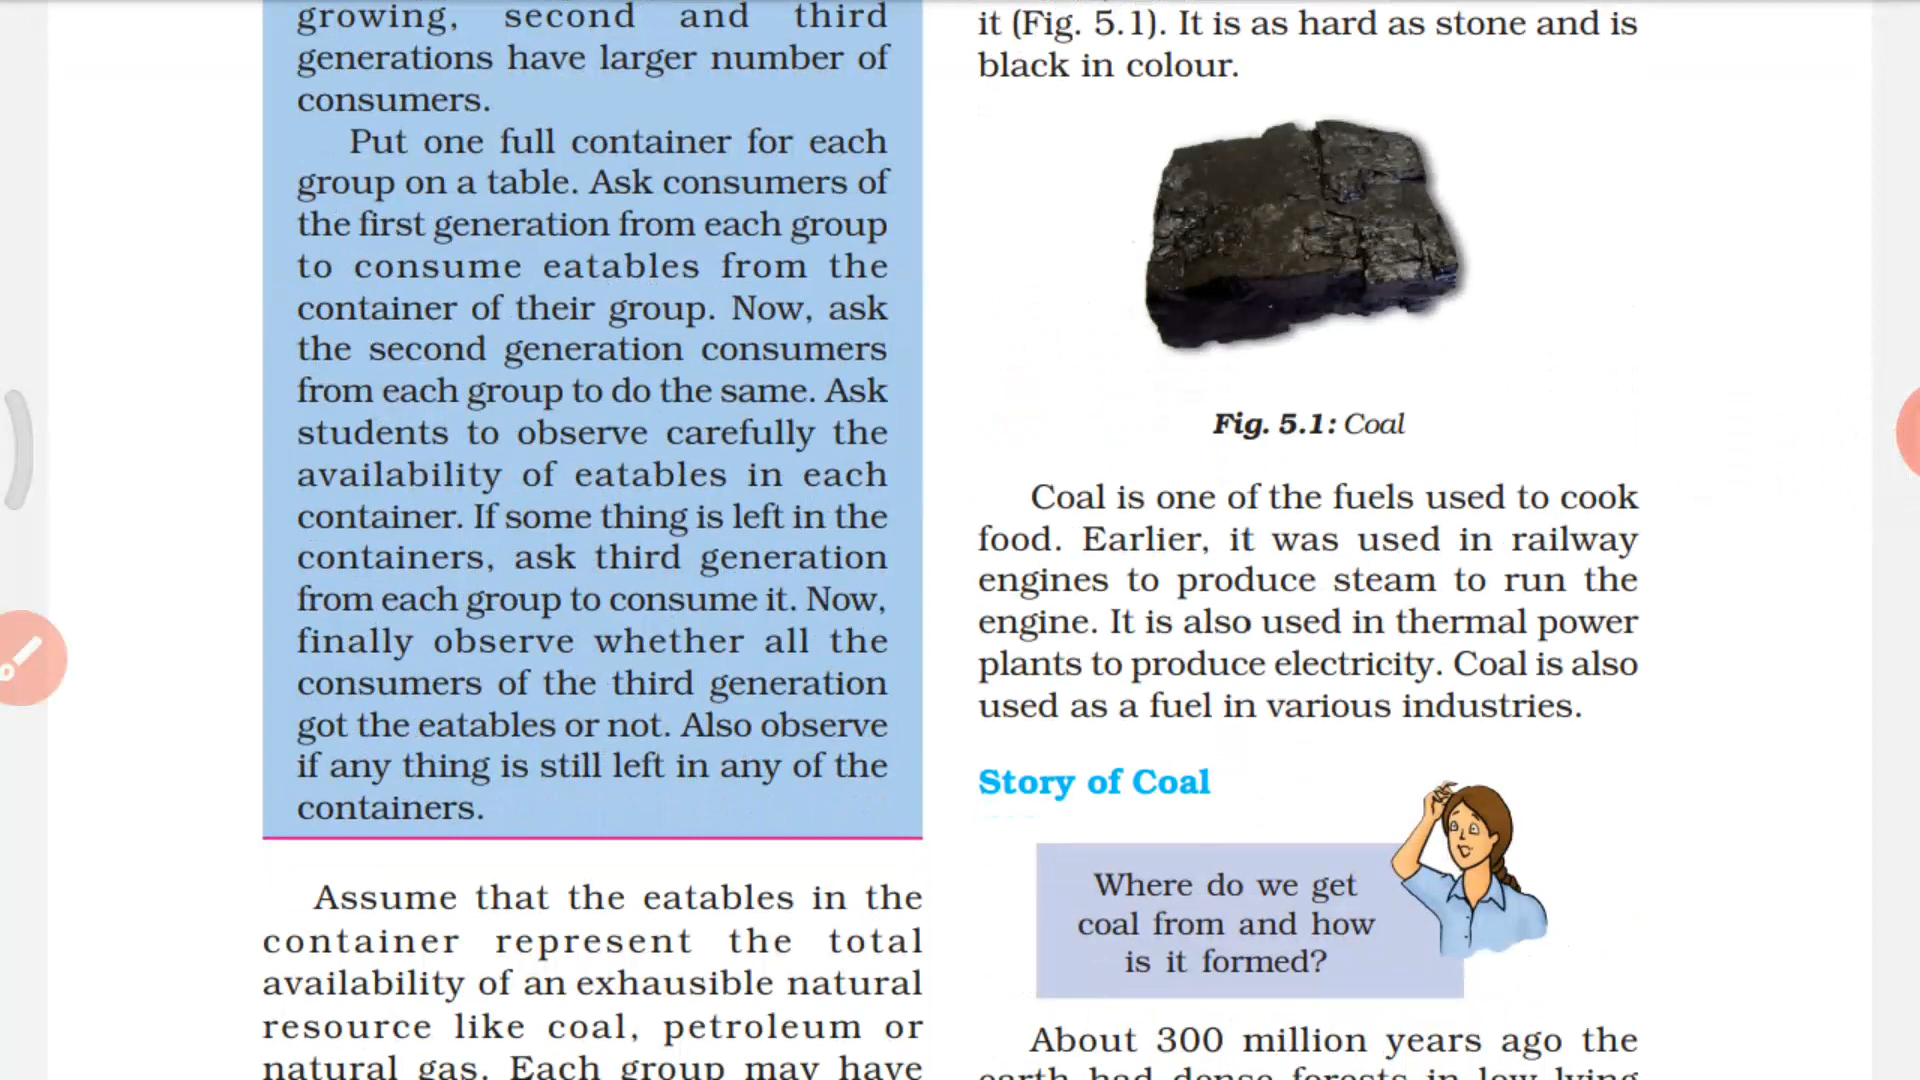 growing, second and third
generations have larger number of
consumers.
Put one full container for each
group on a table. Ask consumers of
the first generation from each group
to consume eatables from the
container of their group. Now, ask
the second generation consumers
from each group to do the same. Ask
students to observe carefully the
availability of eatables in each
container. If some thing is left in the
containers, ask third generation
from each group to consume it. Now,
finally observe whether all the
consumers of the third generation
got the eatables or not. Also observe
if any thing is still left in any of the
containers.
Assume that the eatables in the
container represent the total
availability of an exhausible natural
resource like coal, petroleum or
natural gas. Each group may have
it (Fig. 5.1). It is as hard as stone and is
black in colour.
Fig. 5.1: Coal
Coal is one of the fuels used to cook
food. Earlier, it was used in railway
engines to produce steam to run the
engine. It is also used in thermal power
plants to produce electricity. Coal is also
used as a fuel in various industries.
Story of Coal
Where do we get
coal from and how
is it formed?
About 300 million years ago the
earth had dense forests in low lying